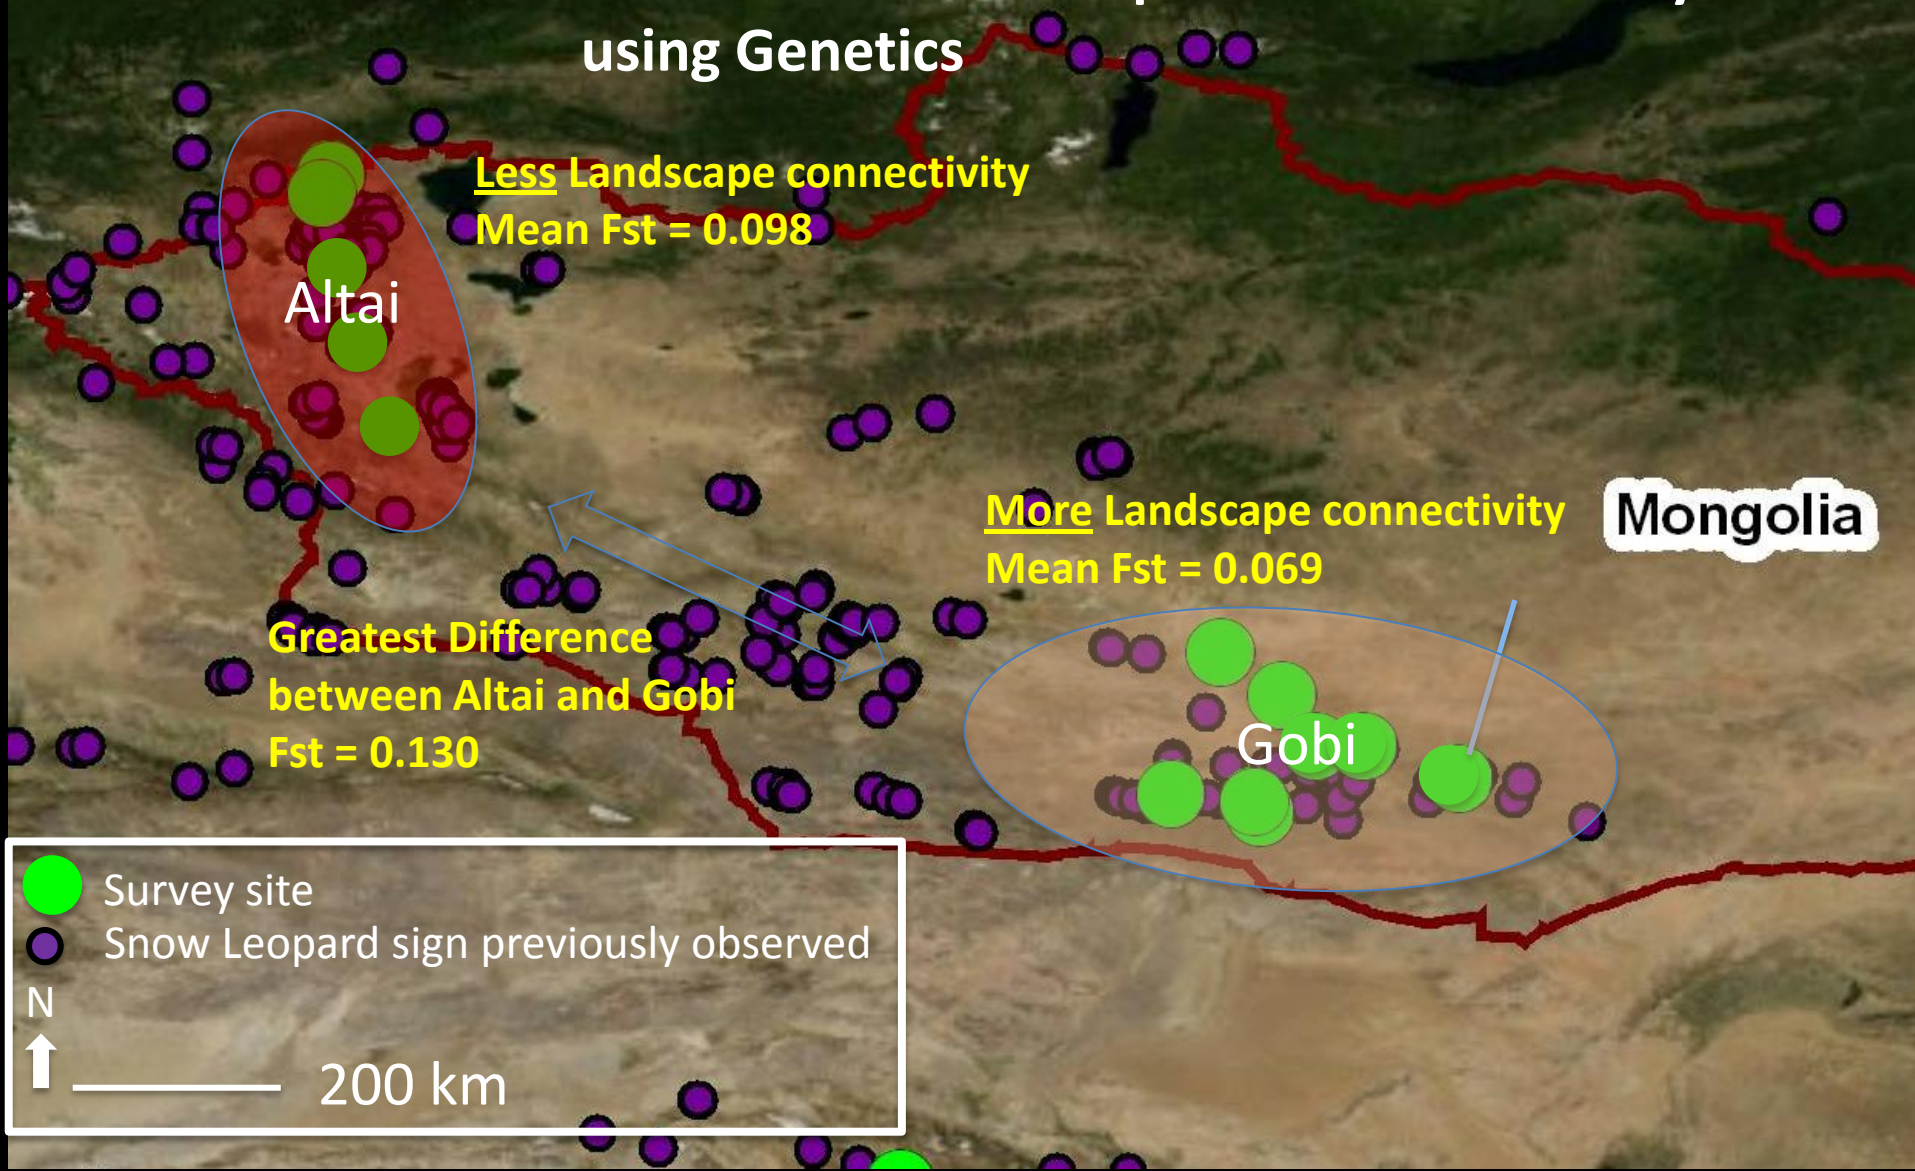 using Genetics
Less Landscape connectivity
Mean Fst = 0.098
Altai
More Landscape connectivity
Mean Fst = 0.069
Mongolia
Greatest Difference
between Altai and Gobi
Fst = 0.130
Gobi
Survey site
Snow Leopard sign previously observed
N
200 km